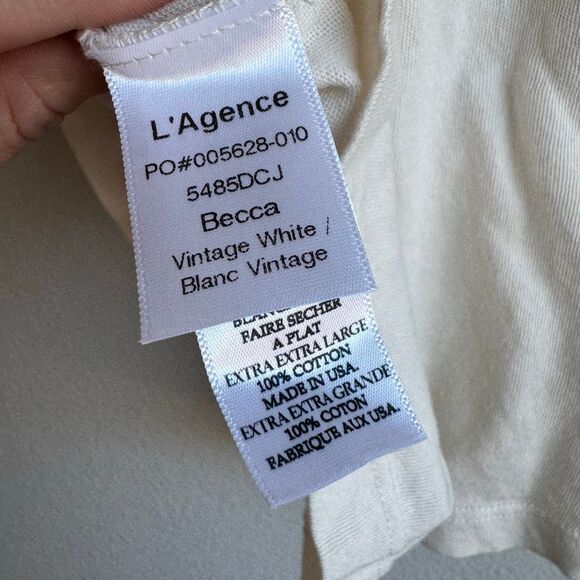 L'Agence
PO#005628-010
5485DCJ
Becca
Vintage White /
Blanc Vintage
FAIRE SECHER
A PLAT
EXTRA EXTRA LARGE
100% COTTON
MADE IN USA.
EXTRA EXTRA GRANDE
100% COTON
FABRIQUE AUX USA.